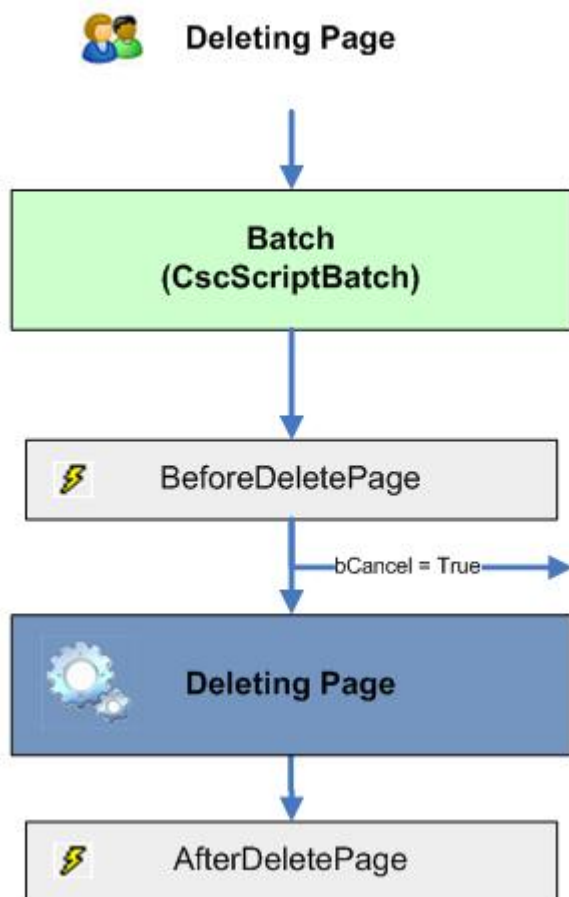 Deleting Page
Batch
(CscScriptBatch)
BeforeDeletePage
bCancel = True
Deleting Page
AfterDeletePage